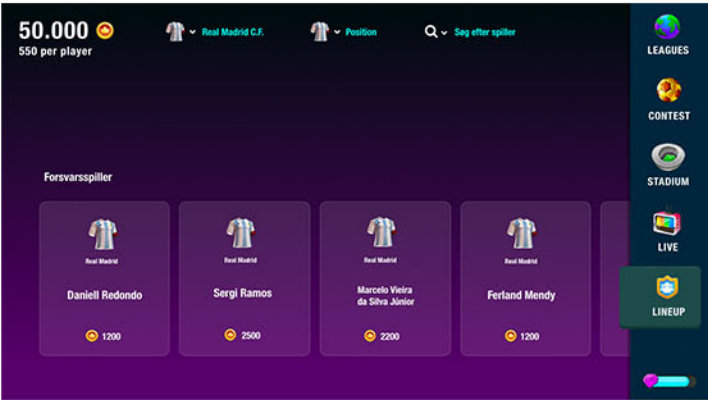 50.000
550 per player
Real Madrid C.F.
Position
Søg efter spiller
LEAGUES
CONTEST
STADIUM
LIVE
LINEUP
Forsvarsspiller
Real Madrid
Daniell Redondo
1200
Real Madrid
Sergi Ramos
2500
Real Madrid
Marcelo Vieira
da Silva Júnior
2200
Real Madrid
Ferland Mendy
1200